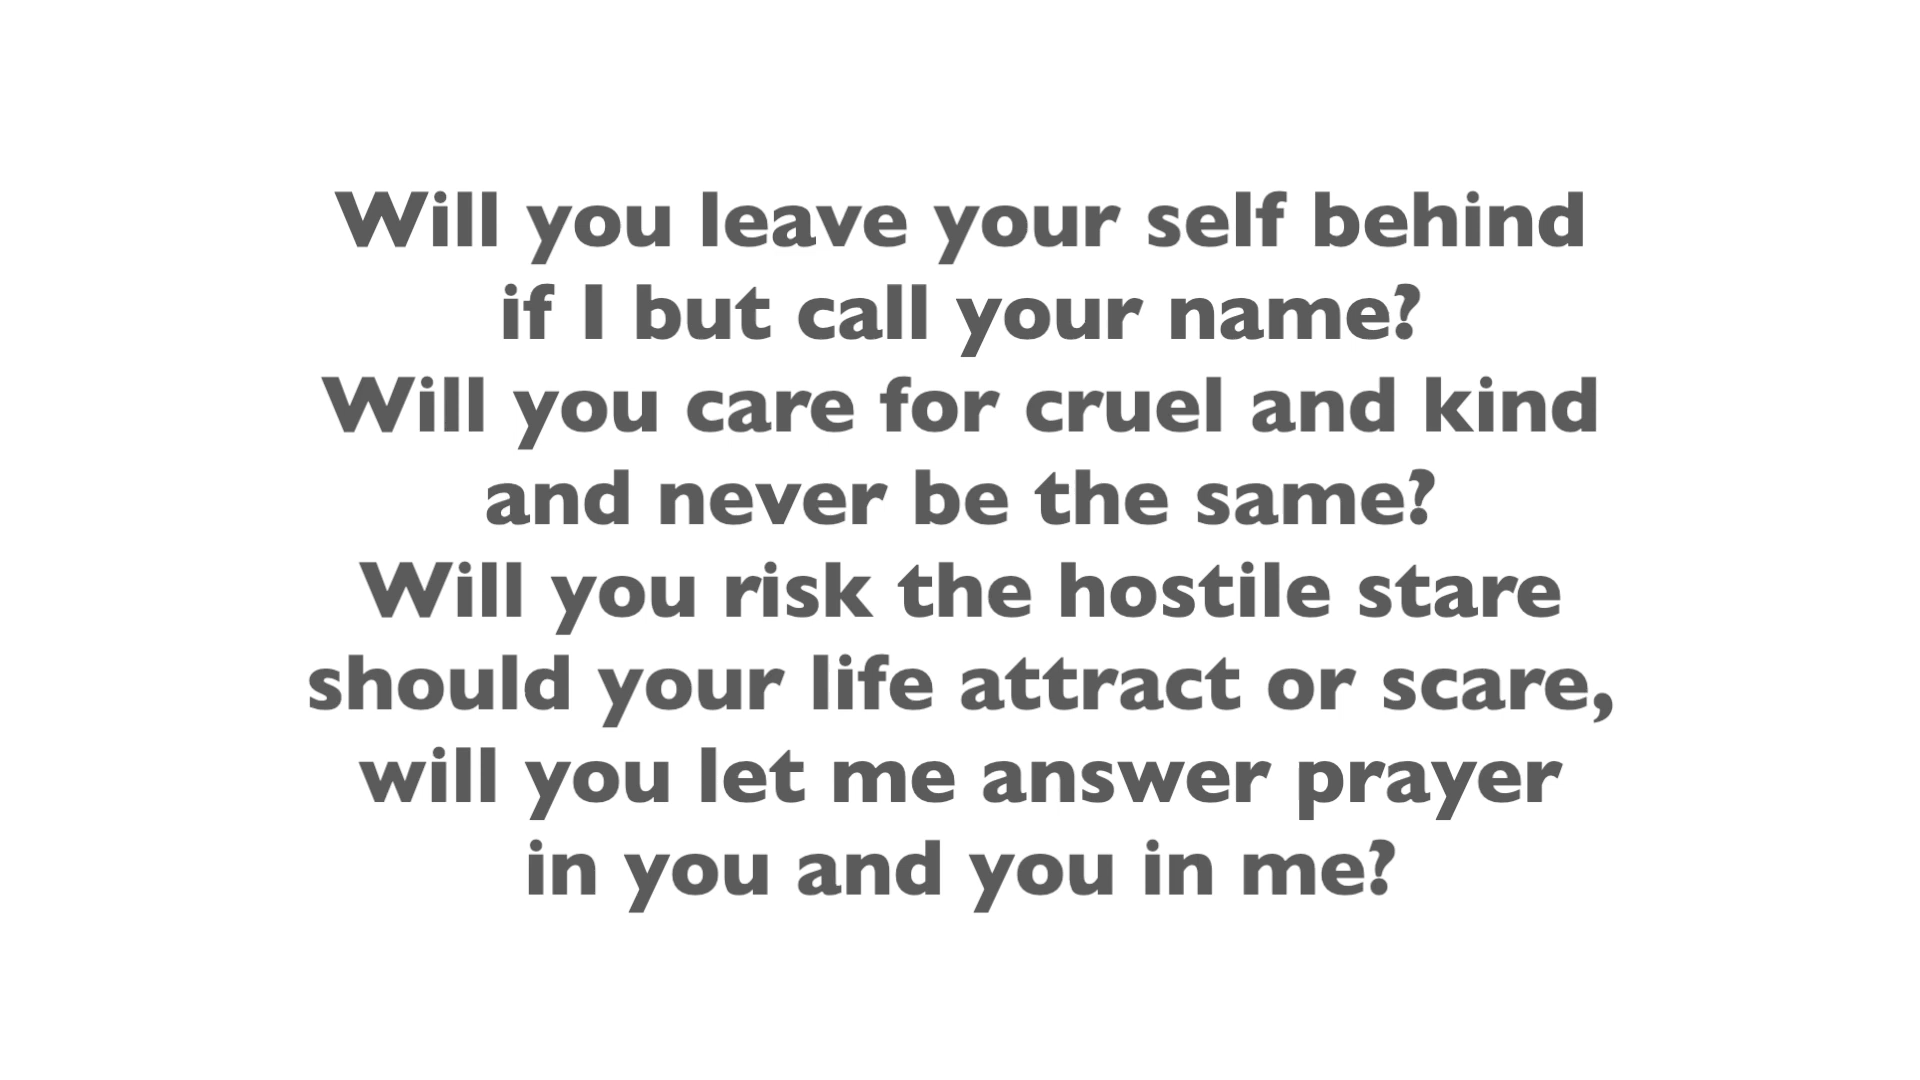 Will you leave your self behind
if I but call your name?
Will you care for cruel and kind
and never be the same?
Will you risk the hostile stare
should your life attract or scare,
will you let me answer prayer
in you and you in me?